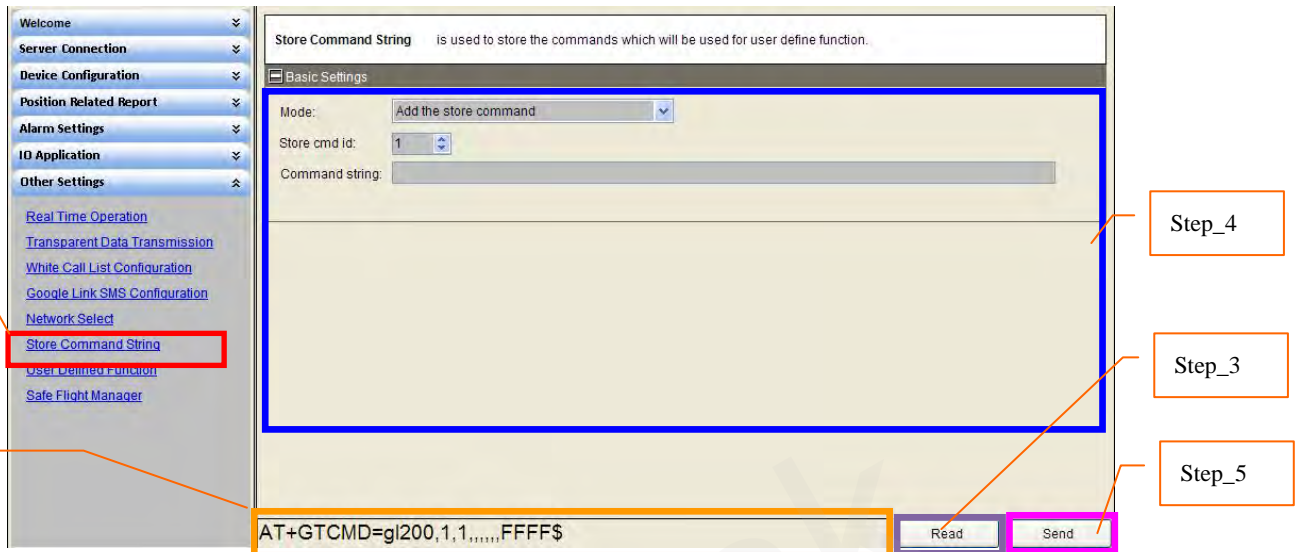 Welcome
Server Connection
Device Configuration
Position Related Report
Alarm Settings
IO Application
Other Settings
Real Time Operation
Transparent Data Transmission
White Call List Configuration
Google Link SMS Configuration
Network Select
Store Command String
User Defined Function
Safe Flight Manager
Store Command String is used to store the commands which will be used for user define function.
Basic Settings
Mode: Add the store command
Store cmd id: 1
Command string:
AT+GTCMD=gl200,1,1,,,,,,FFFF$
Read
Send
Step_4
Step_3
Step_5